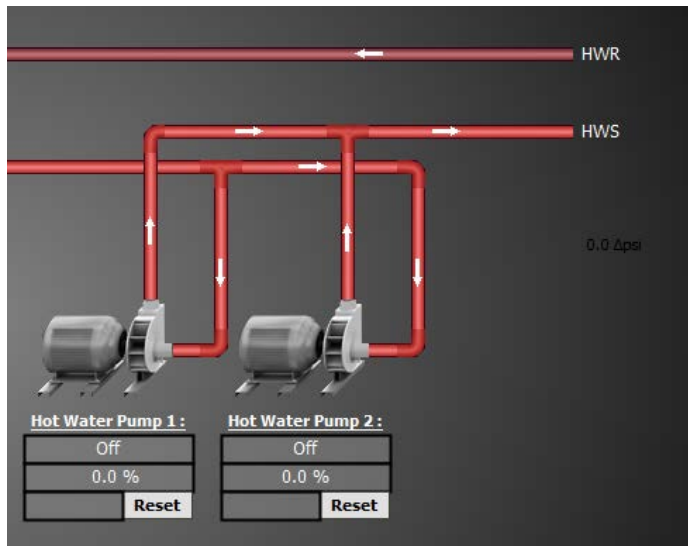 HWR
HWS
0.0 Δpsi
Hot Water Pump 1 :
Hot Water Pump 2 :
Off
Off
0.0 %
0.0 %
Reset
Reset